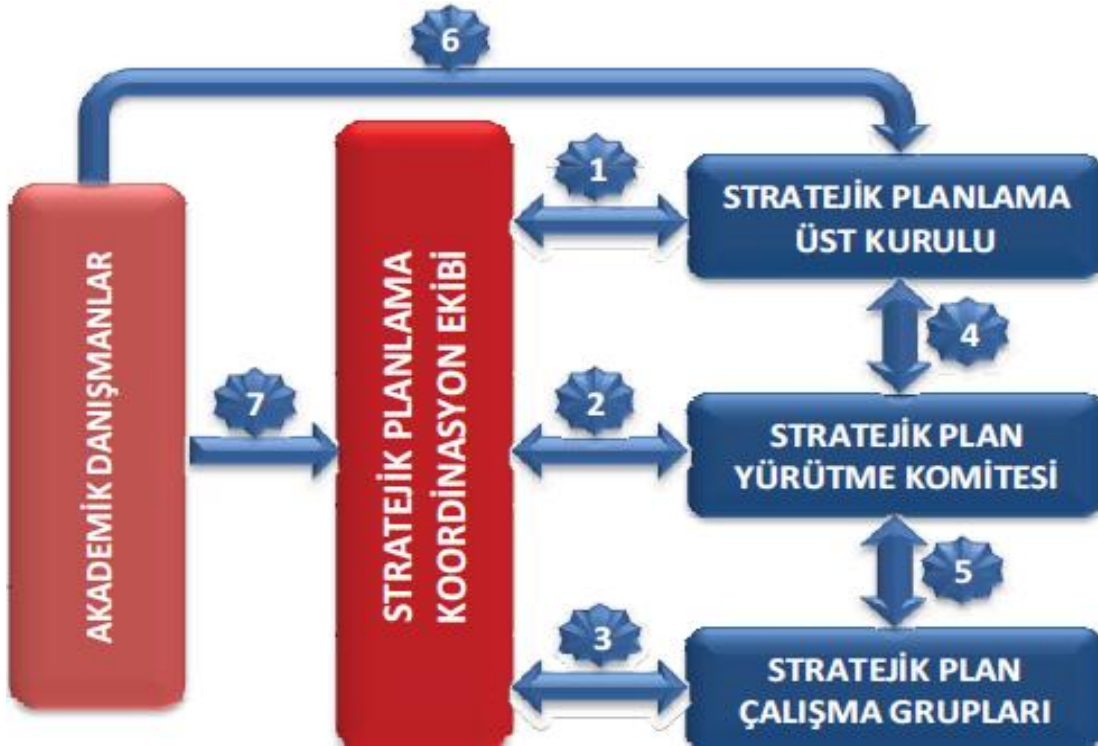 6
AKADEMİK DANIŞMANLAR
7
STRATEJİK PLANLAMA
KOORDİNASYON EKİBİ
1
STRATEJİK PLANLAMA
ÜST KURULU
4
2
STRATEJİK PLAN
YÜRÜTME KOMİTESİ
5
3
STRATEJİK PLAN
ÇALIŞMA GRUPLARI